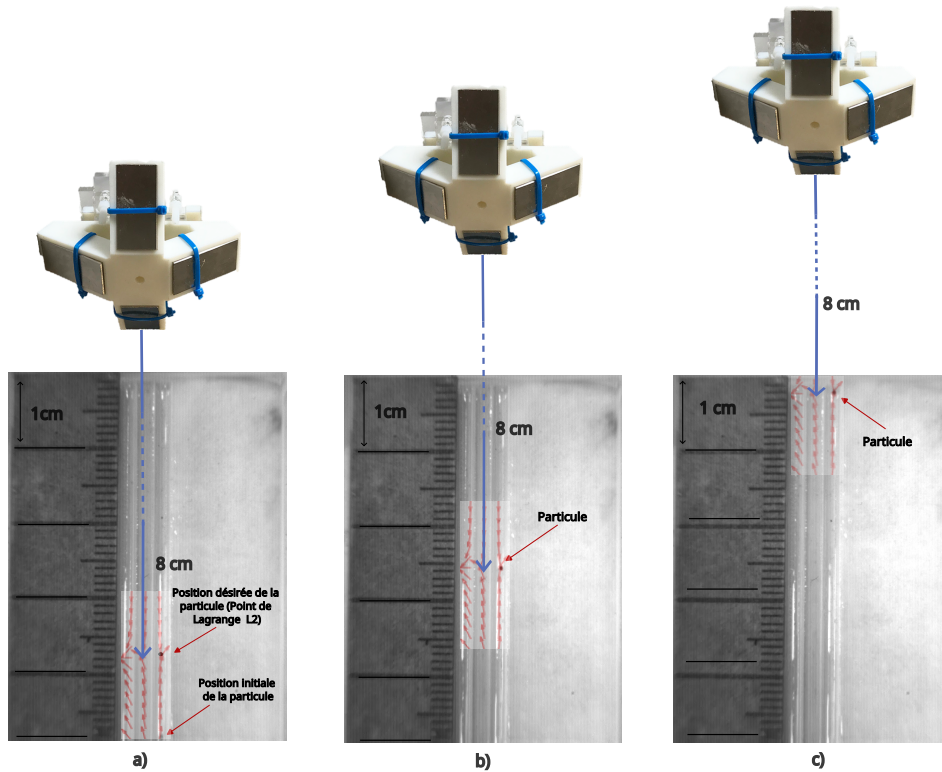 8 cm
1cm
1cm
8 cm
1 cm
Particule
8 cm
Particule
Position désirée de la
particule (Point de
Lagrange L2)
Position initiale
de la particule
a)
b)
c)